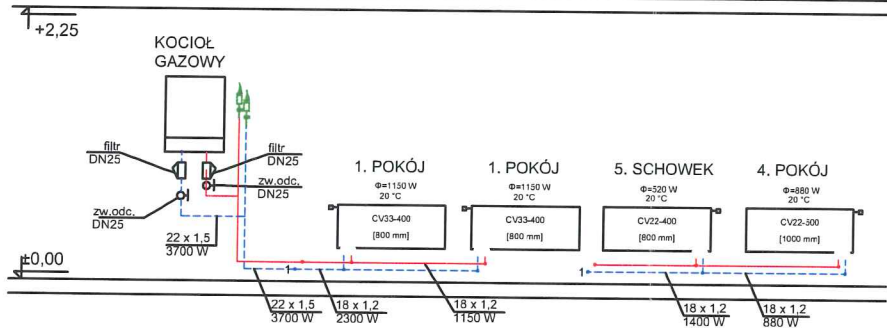 +2,25
KOCIOŁ
GAZOWY
filtr
DN25
filtr
DN25
zw.odc.
DN25
zw.odc.
DN25
22 x 1,5
3700 W
1. POKÓJ
Φ=1150 W
20 °C
CV33-400
[800 mm]
1. POKÓJ
Φ=1150 W
20 °C
CV33-400
[800 mm]
5. SCHOWEK
Φ=520 W
20 °C
CV22-400
[800 mm]
4. POKÓJ
Φ=880 W
20 °C
CV22-500
[1000 mm]
±0,00
1
1
22 x 1,5
3700 W
18 x 1,2
2300 W
18 x 1,2
1150 W
18 x 1,2
1400 W
18 x 1,2
880 W